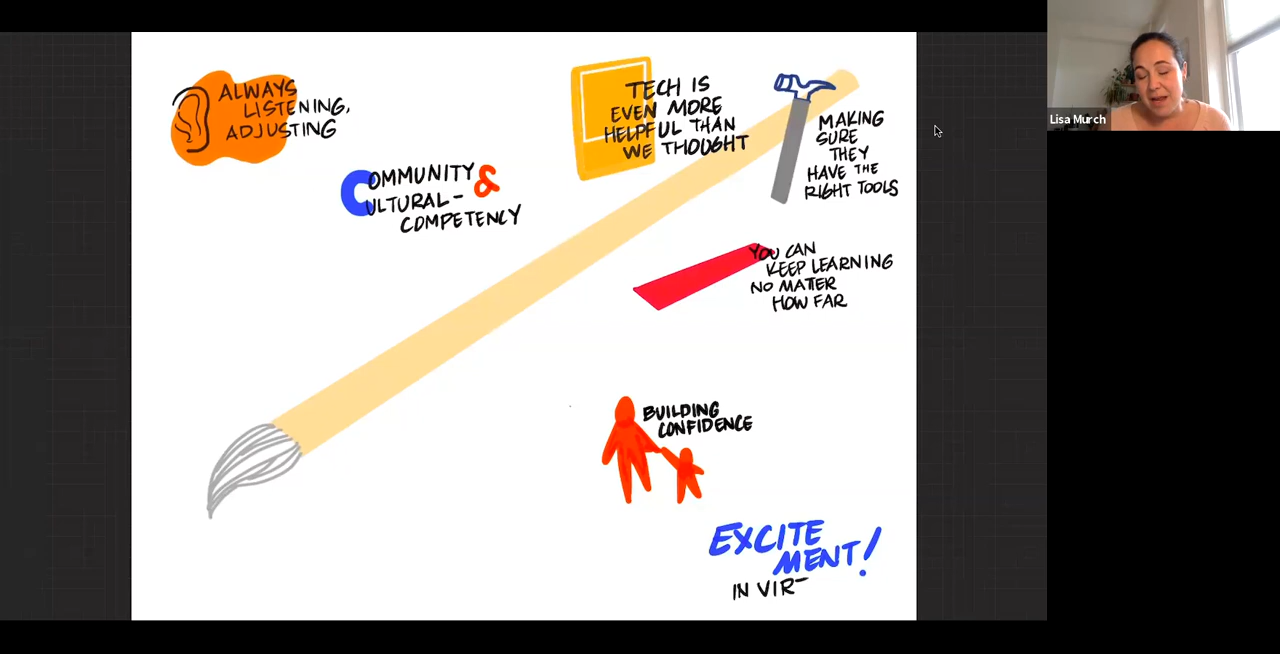 ALWAYS
LISTENING,
ADJUSTING
COMMUNITY &
CULTURAL-
COMPETENCY
TECH IS
EVEN MORE
HELPFUL THAN
WE THOUGHT
MAKING
SURE
THEY
HAVE THE
RIGHT TOOLS
YOU CAN
KEEP LEARNING
NO MATTER
HOW FAR
BUILDING
CONFIDENCE
EXCITE
MENT!
IN VIR
Lisa Murch